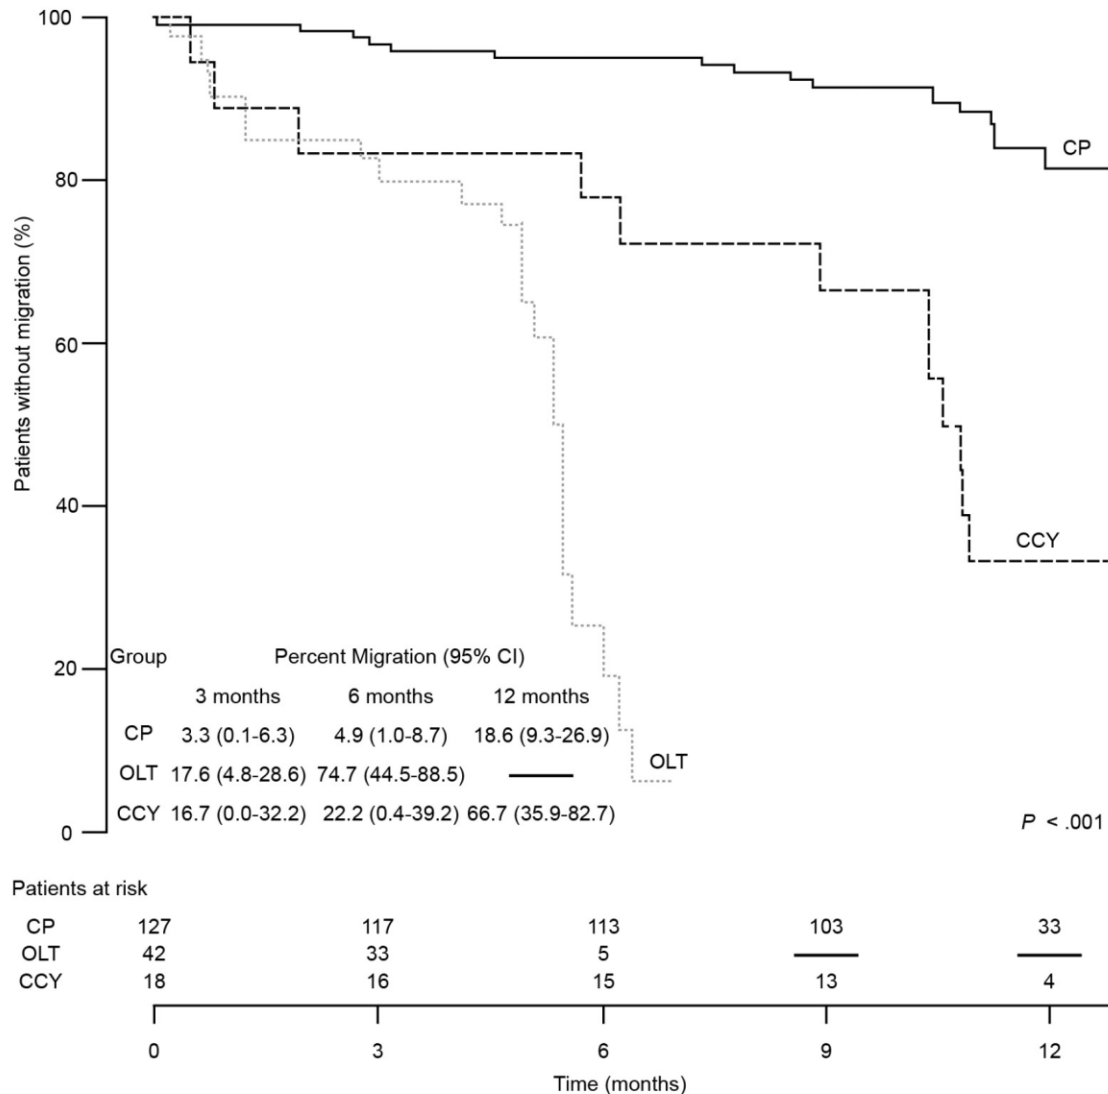 100
80
60
40
20
0
Patients without migration (%)
CP
CCY
OLT
Group Percent Migration (95% CI)
3 months 6 months 12 months
CP 3.3 (0.1-6.3) 4.9 (1.0-8.7) 18.6 (9.3-26.9)
OLT 17.6 (4.8-28.6) 74.7 (44.5-88.5)
CCY 16.7 (0.0-32.2) 22.2 (0.4-39.2) 66.7 (35.9-82.7)
P < .001
Patients at risk
CP 127 117 113 103 33
OLT 42 33 5
CCY 18 16 15 13 4
0 3 6 9 12
Time (months)